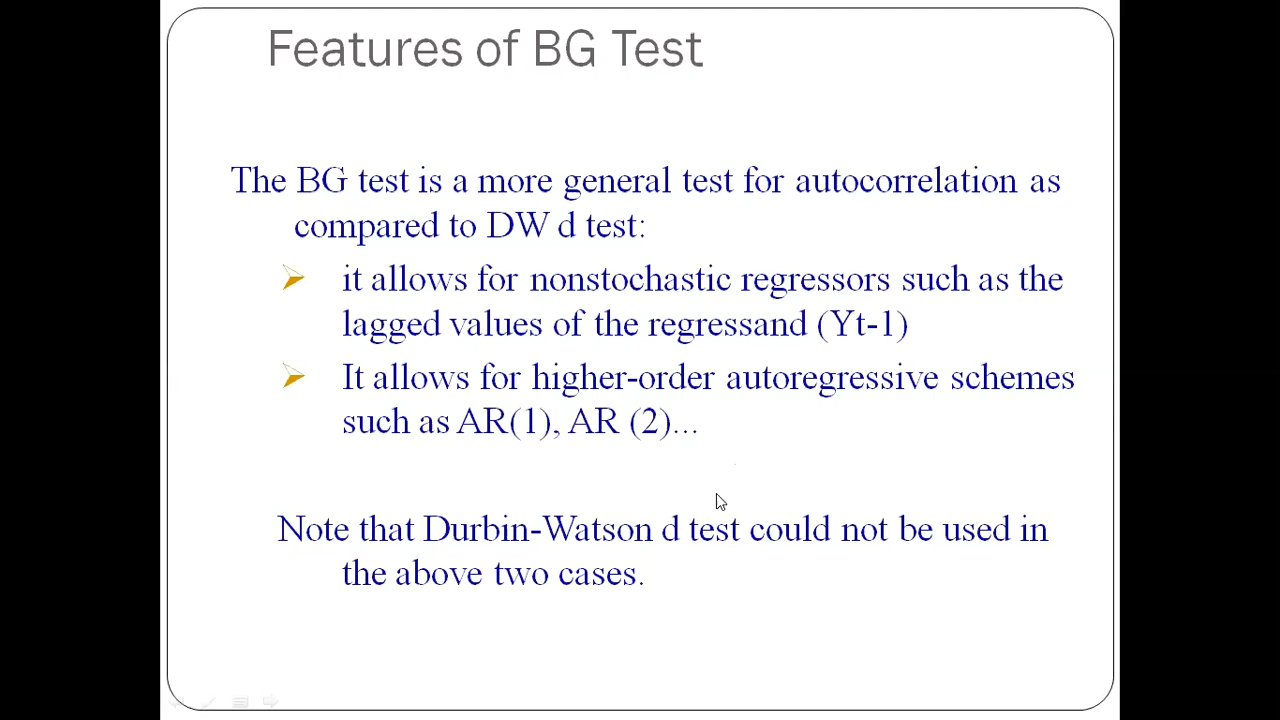 Features of BG Test
The BG test is a more general test for autocorrelation as
compared to DW d test:
it allows for nonstochastic regressors such as the
lagged values of the regressand (Yt-1)
It allows for higher-order autoregressive schemes
such as AR(1), AR (2)...
Note that Durbin-Watson d test could not be used in
the above two cases.